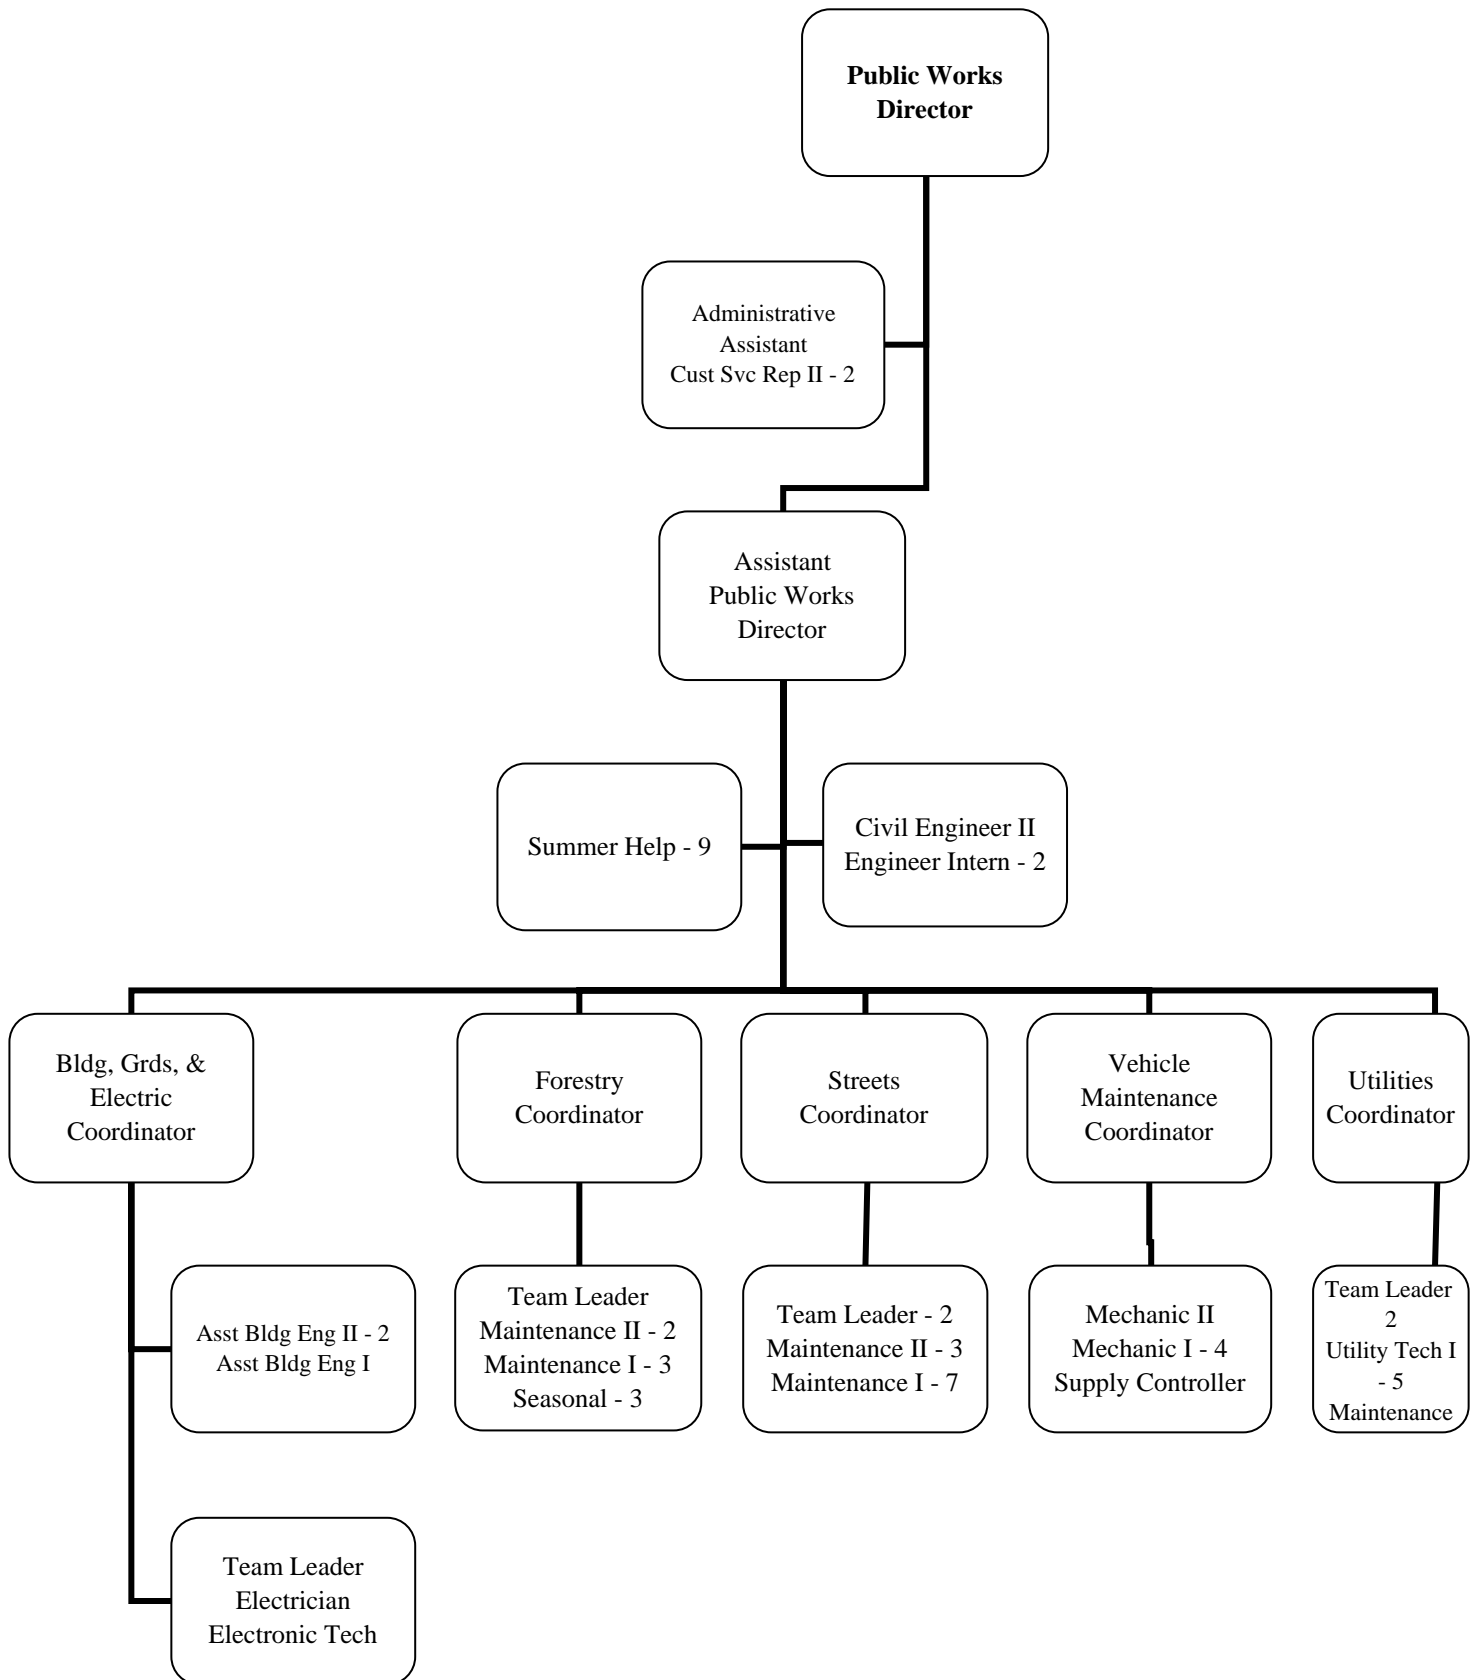 Public Works
Director
Administrative
Assistant
Cust Svc Rep II - 2
Assistant
Public Works
Director
Summer Help - 9
Civil Engineer II
Engineer Intern - 2
Bldg, Grds, &
Electric
Coordinator
Forestry
Coordinator
Streets
Coordinator
Vehicle
Maintenance
Coordinator
Utilities
Coordinator
Asst Bldg Eng II - 2
Asst Bldg Eng I
Team Leader
Maintenance II - 2
Maintenance I - 3
Seasonal - 3
Team Leader - 2
Maintenance II - 3
Maintenance I - 7
Mechanic II
Mechanic I - 4
Supply Controller
Team Leader
2
Utility Tech I
- 5
Maintenance
Team Leader
Electrician
Electronic Tech